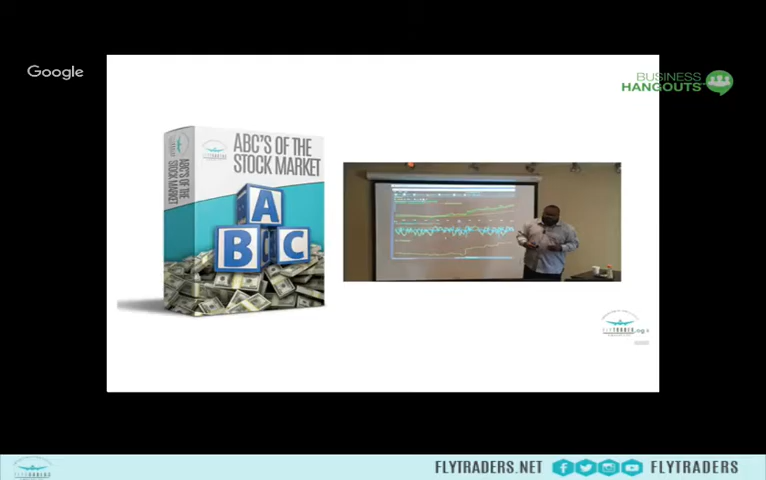 Google
BUSINESS
HANGOUTS
ABC'S OF THE
STOCK MARKET
ABC'S OF THE
STOCK MARKET
A
B C
FLYTRADERS.NET FLYTRADERS